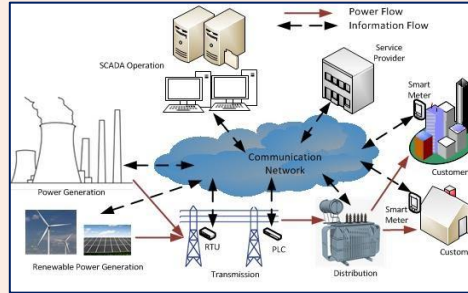 Power Flow
Information Flow
SCADA Operation
Service
Provider
Smart
Meter
Customer
Communication
Network
Power Generation
Smart
Meter
RTU
PLC
Renewable Power Generation
Transmission
Distribution
Custom